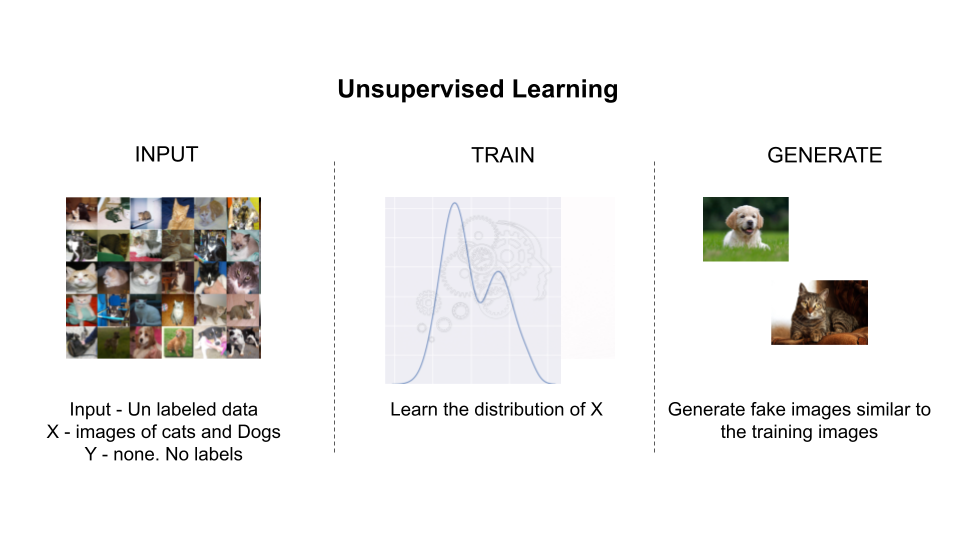 Unsupervised Learning
INPUT
TRAIN
GENERATE
Input - Un labeled data
X - images of cats and Dogs
Y - none. No labels
Learn the distribution of X
Generate fake images similar to
the training images